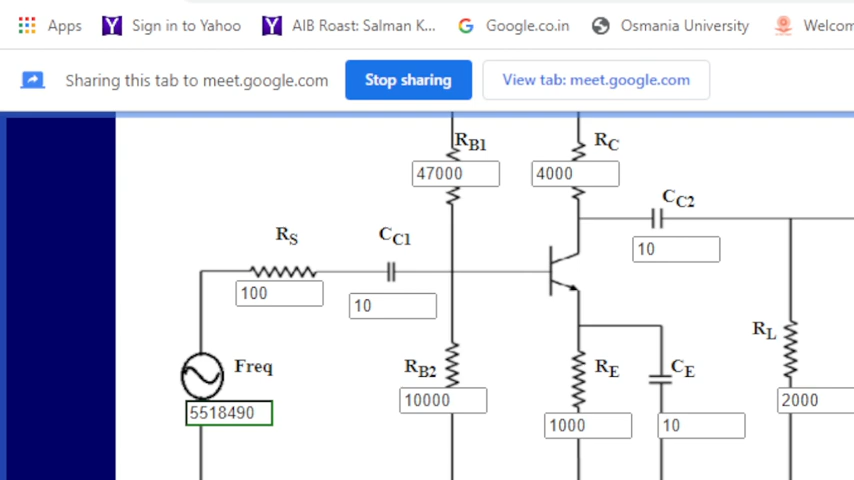 Apps Sign in to Yahoo AIB Roast: Salman K... Google.co.in Osmania University Welcom
Sharing this tab to meet.google.com Stop sharing View tab: meet.google.com
RB1 RC
47000 4000
CC2
RS CC1
10
100
10
RL
Freq RB2 RE CE
5518490 10000 2000
1000 10